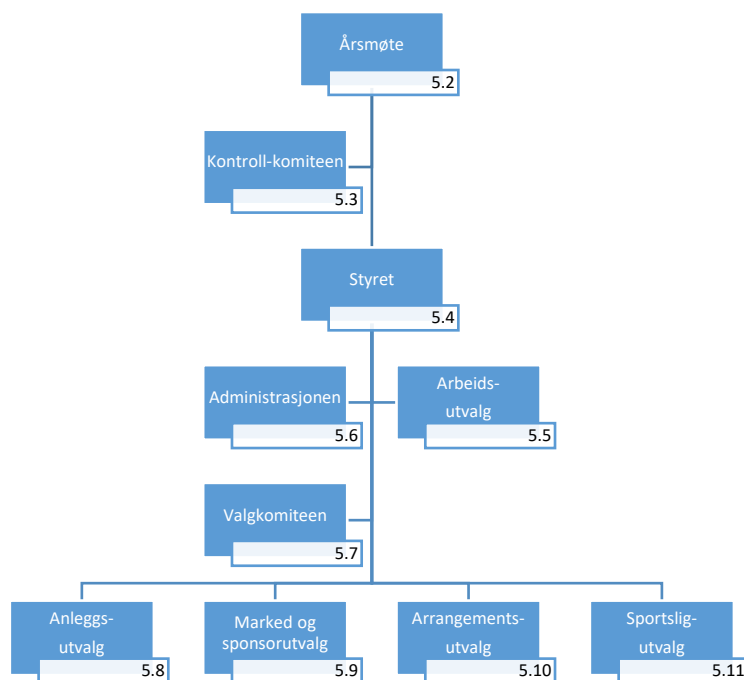 Årsmøte
5.2
Kontroll-komiteen
5.3
Styret
5.4
Administrasjonen
5.6
Arbeids-
utvalg
5.5
Valgkomiteen
5.7
Anleggs-
utvalg
5.8
Marked og
sponsorutvalg
5.9
Arrangements-
utvalg
5.10
Sportslig-
utvalg
5.11